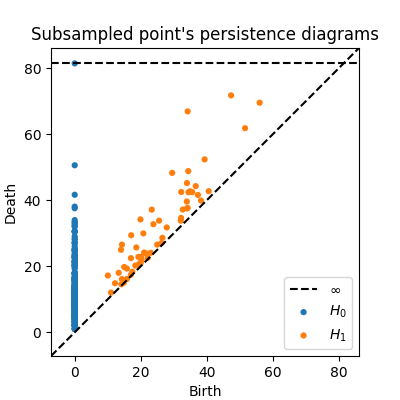 Subsampled point's persistence diagrams
Death
80
60
40
20
0
0 20 40 60 80
Birth
∞
H₀
H₁